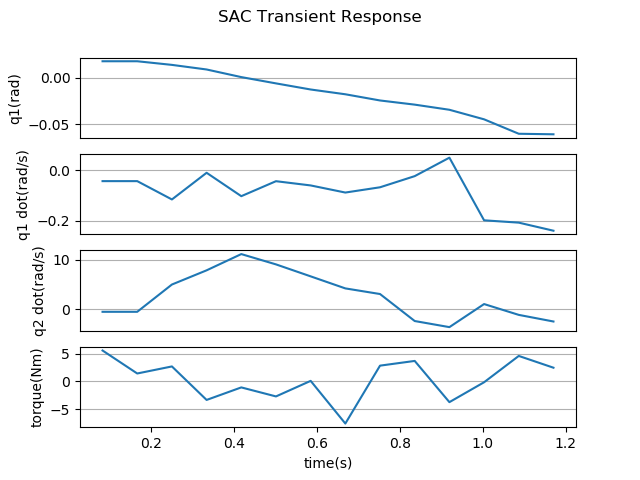 SAC Transient Response
q1(rad)
0.00
−0.05
q1 dot(rad/s)
0.0
−0.2
q2 dot(rad/s)
10
0
torque(Nm)
5
0
−5
0.2 0.4 0.6 0.8 1.0 1.2
time(s)